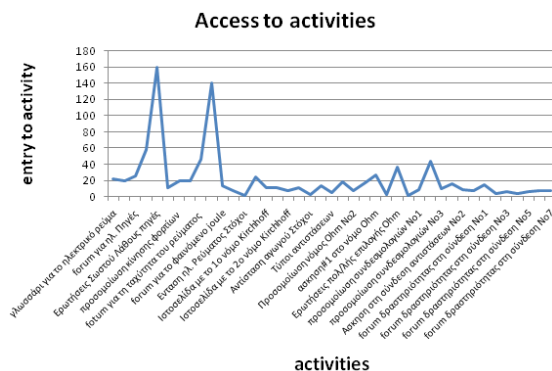 Access to activities
entry to activity
180
160
140
120
100
80
60
40
20
0
γλωσσάρι για το ηλεκτρικό ρεύμα
forum για ηλ. Πηγές
Ερωτήσεις Σωστού Λάθους πηγές
προσομοίωση κίνησης φορτίων
forum για τη ταχύτητα του ρεύματος
forum για το φαινόμενο joule
Ενταση ηλ. Ρεύματος Στόχοι
Ιστοσελίδα με το 1ο νόμο Kirchhoff
Ιστοσελίδα με το 2ο νόμο Kirchhoff
Αντίσταση αγωγού Στόχοι
Τύποι αντιστάσεων
Προσομοίωση νόμος Ohm No2
ασκηση#1 στο νόμο Ohm
Ερωτήσεις πολ/λής επιλογής Ohm
προσομοίωση συνδεσμολογιών No1
προσομοίωση συνδεσμολογιών No3
Ασκηση στη σύνδεση αντιστάσεων No2
forum δραστηριότητας στη σύνδεση No1
forum δραστηριότητας στη σύνδεση No3
forum δραστηριότητας στη σύνδεση No5
forum δραστηριότητας στη σύνδεση No7
activities